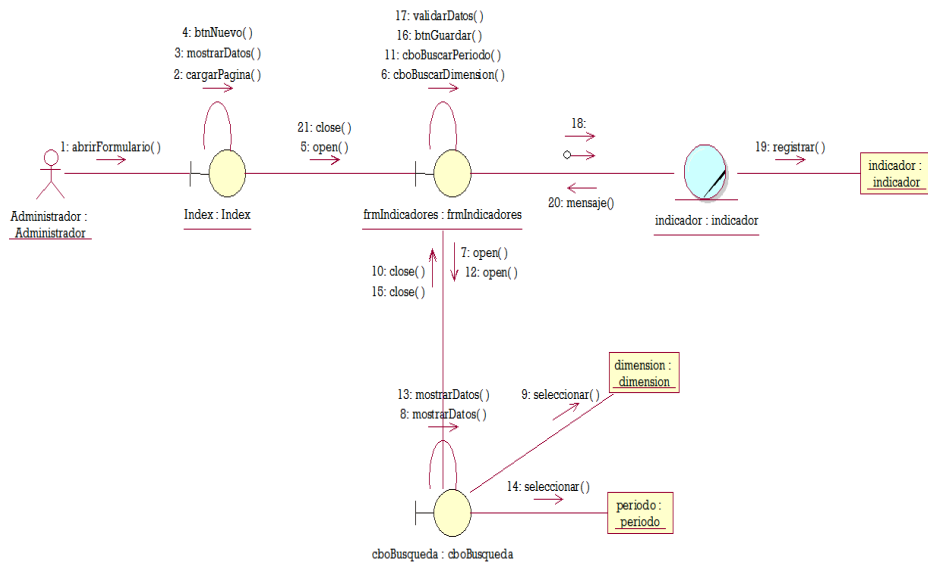 17: validarDatos( )
4: btnNuevo( )
16: btnGuardar( )
3: mostrarDatos( )
11: cboBuscarPeriodo( )
2: cargarPagina( )
6: cboBuscarDimension( )
21: close( )
18:
1: abrirFormulario( )
5: open( )
19: registrar( )
indicador :
indicador
20: mensaje()
Administrador :
Administrador
Index : Index
frmIndicadores : frmIndicadores
indicador : indicador
7: open( )
10: close( )
12: open( )
15: close( )
dimension :
dimension
13: mostrarDatos( )
9: seleccionar( )
8: mostrarDatos( )
14: seleccionar( )
periodo :
periodo
cboBusqueda : cboBusqueda